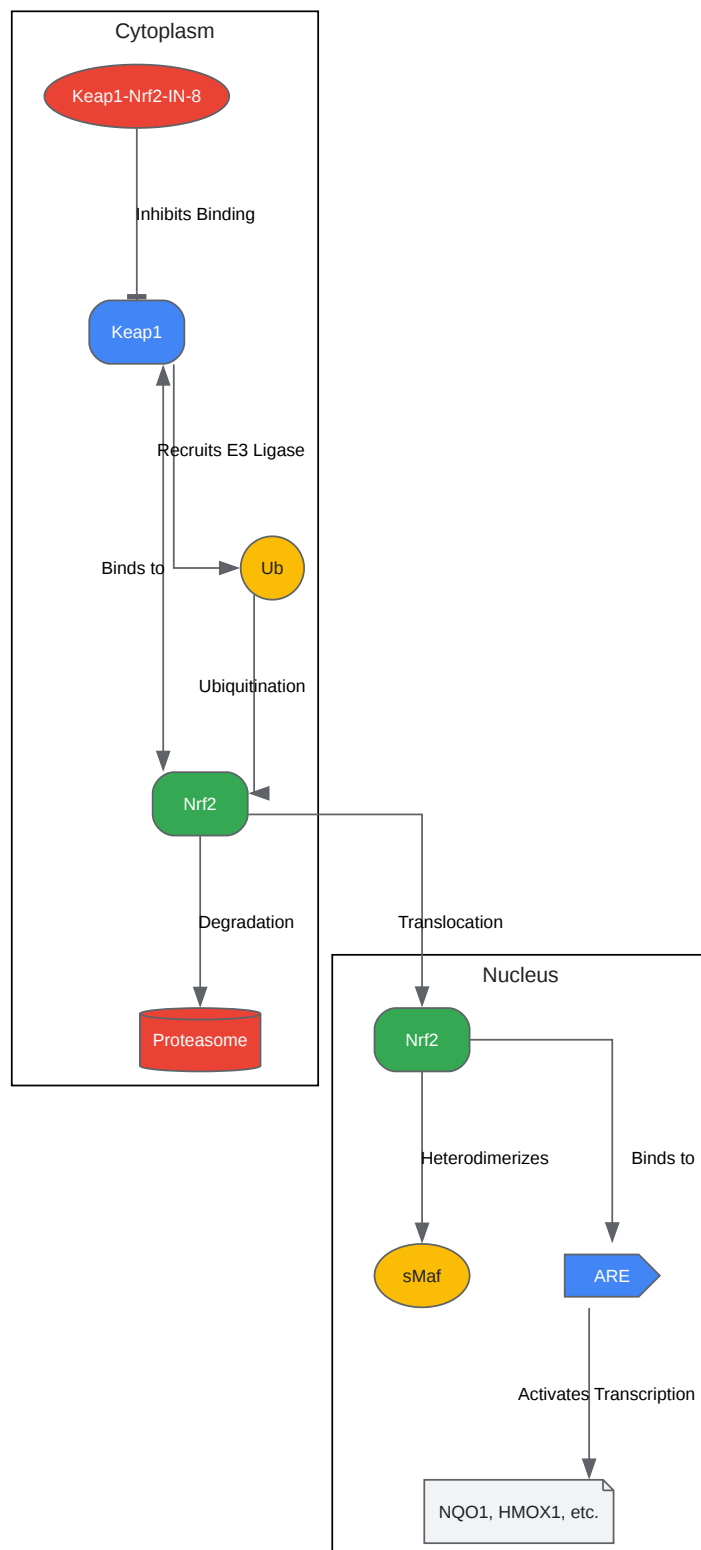 Cytoplasm
Keap1-Nrf2-IN-8
Inhibits Binding
Keap1
Recruits E3 Ligase
Binds to
Ub
Ubiquitination
Nrf2
Degradation
Translocation
Proteasome
Nucleus
Nrf2
Heterodimerizes
Binds to
sMaf
ARE
Activates Transcription
NQO1, HMOX1, etc.